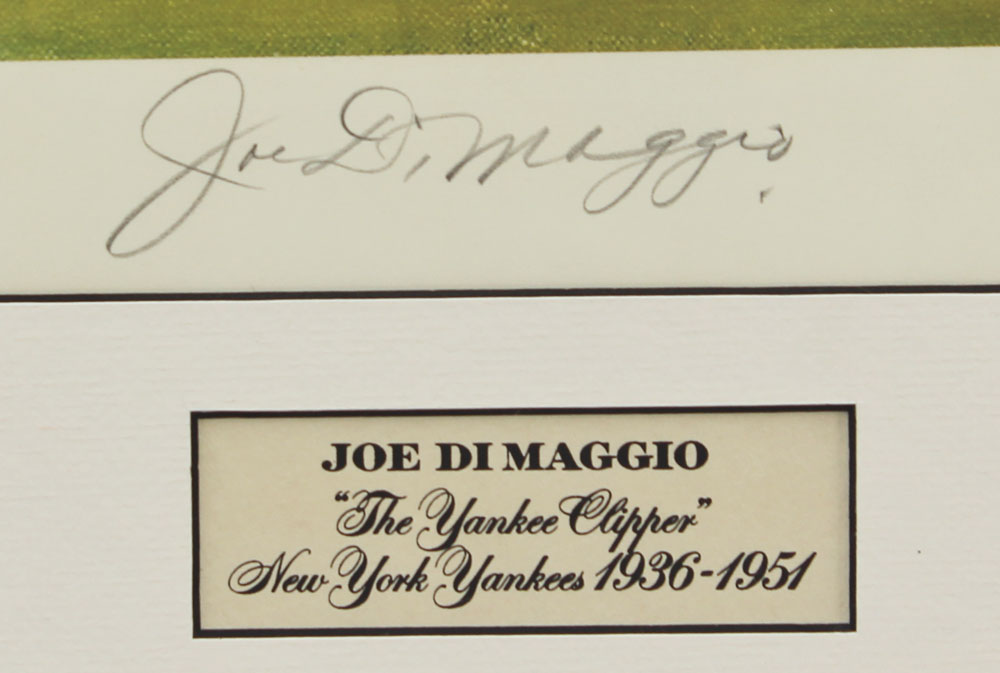 Joe DiMaggio
JOE DI MAGGIO
“The Yankee Clipper”
New York Yankees 1936-1951